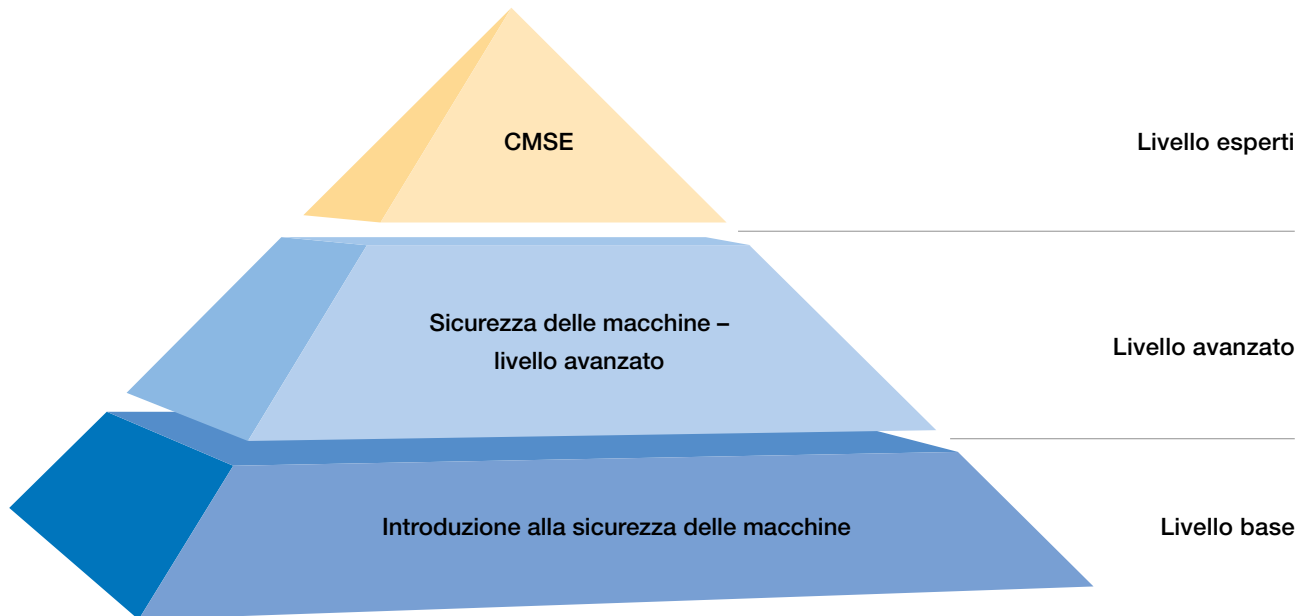 CMSE
Livello esperti
Sicurezza delle macchine –
livello avanzato
Livello avanzato
Introduzione alla sicurezza delle macchine
Livello base